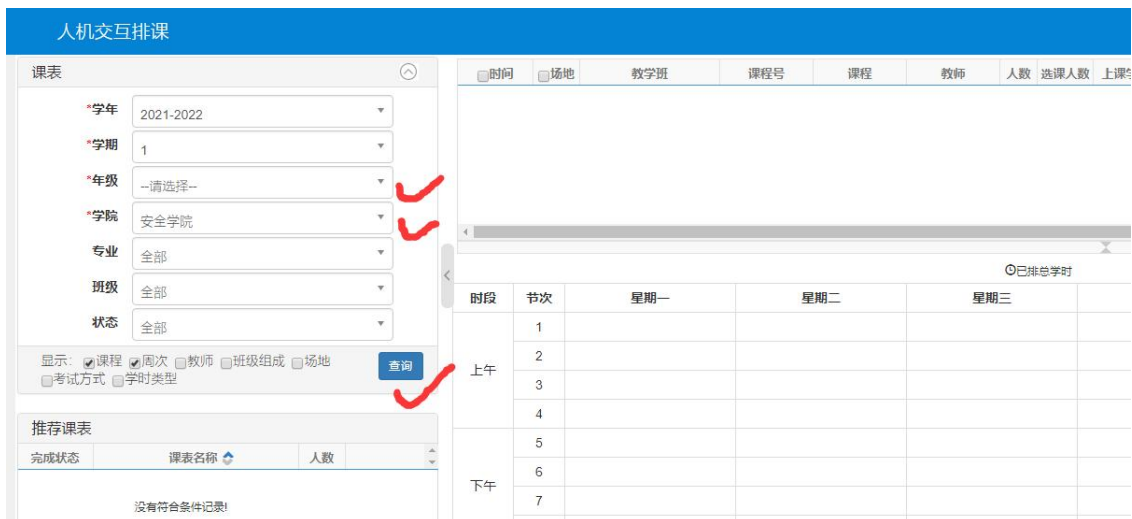 人机交互排课
课表
*学年 2021-2022
*学期 1
*年级 --请选择--
*学院 安全学院
专业 全部
班级 全部
状态 全部
显示: 课程 周次 教师 班级组成 场地
考试方式 学时类型
查询
推荐课表
完成状态 课表名称 人数
没有符合条件记录!
时间 场地 教学班 课程号 课程 教师 人数 选课人数 上课学
已排总学时
时段 节次 星期一 星期二 星期三
上午
1
2
3
4
下午
5
6
7